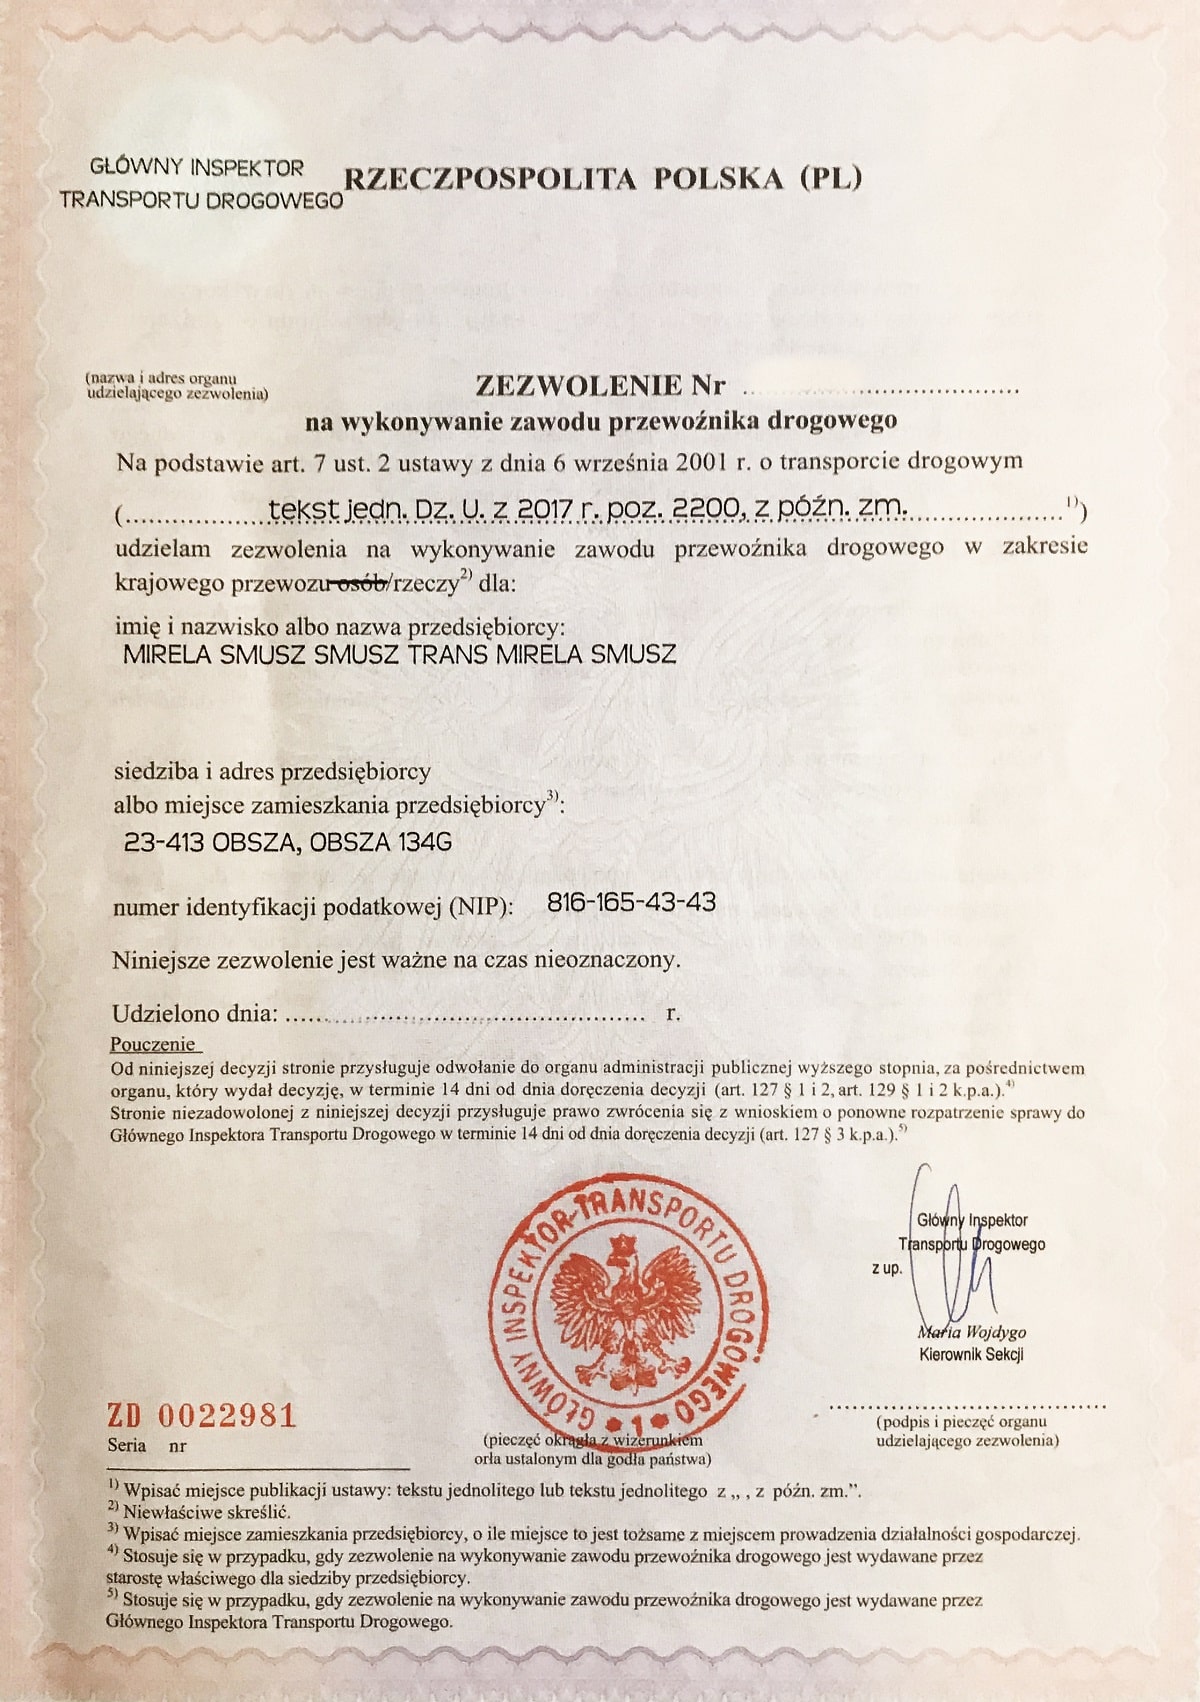 GŁÓWNY INSPEKTOR
TRANSPORTU DROGOWEGO
RZECZPOSPOLITA POLSKA (PL)
(nazwa i adres organu
udzielającego zezwolenia)
ZEZWOLENIE Nr ................................
na wykonywanie zawodu przewoźnika drogowego
Na podstawie art. 7 ust. 2 ustawy z dnia 6 września 2001 r. o transporcie drogowym
(..................tekst jedn. Dz. U. z 2017 r. poz. 2200, z późn. zm. ....................¹⁾)
udzielam zezwolenia na wykonywanie zawodu przewoźnika drogowego w zakresie
krajowego przewozu osób/rzeczy²⁾ dla:
imię i nazwisko albo nazwa przedsiębiorcy:
MIRELA SMUSZ SMUSZ TRANS MIRELA SMUSZ
siedziba i adres przedsiębiorcy
albo miejsce zamieszkania przedsiębiorcy³⁾:
23-413 OBSZA, OBSZA 134G
numer identyfikacji podatkowej (NIP): 816-165-43-43
Niniejsze zezwolenie jest ważne na czas nieoznaczony.
Udzielono dnia: ................................................ r.
Pouczenie
Od niniejszej decyzji stronie przysługuje odwołanie do organu administracji publicznej wyższego stopnia, za pośrednictwem
organu, który wydał decyzję, w terminie 14 dni od dnia doręczenia decyzji (art. 127 § 1 i 2, art. 129 § 1 i 2 k.p.a.).⁴⁾
Stronie niezadowolonej z niniejszej decyzji przysługuje prawo zwrócenia się z wnioskiem o ponowne rozpatrzenie sprawy do
Głównego Inspektora Transportu Drogowego w terminie 14 dni od dnia doręczenia decyzji (art. 127 § 3 k.p.a.).⁵⁾
GŁÓWNY INSPEKTOR TRANSPORTU DROGOWEGO * 1 *
Główny Inspektor
Transportu Drogowego
z up.
Maria Wojdygo
Kierownik Sekcji
ZD 0022981
Seria nr
(pieczęć okrągła z wizerunkiem
orła ustalonym dla godła państwa)
(podpis i pieczęć organu
udzielającego zezwolenia)
¹⁾ Wpisać miejsce publikacji ustawy: tekstu jednolitego lub tekstu jednolitego z „ , z późn. zm.”.
²⁾ Niewłaściwe skreślić.
³⁾ Wpisać miejsce zamieszkania przedsiębiorcy, o ile miejsce to jest tożsame z miejscem prowadzenia działalności gospodarczej.
⁴⁾ Stosuje się w przypadku, gdy zezwolenie na wykonywanie zawodu przewoźnika drogowego jest wydawane przez
starostę właściwego dla siedziby przedsiębiorcy.
⁵⁾ Stosuje się w przypadku, gdy zezwolenie na wykonywanie zawodu przewoźnika drogowego jest wydawane przez
Głównego Inspektora Transportu Drogowego.